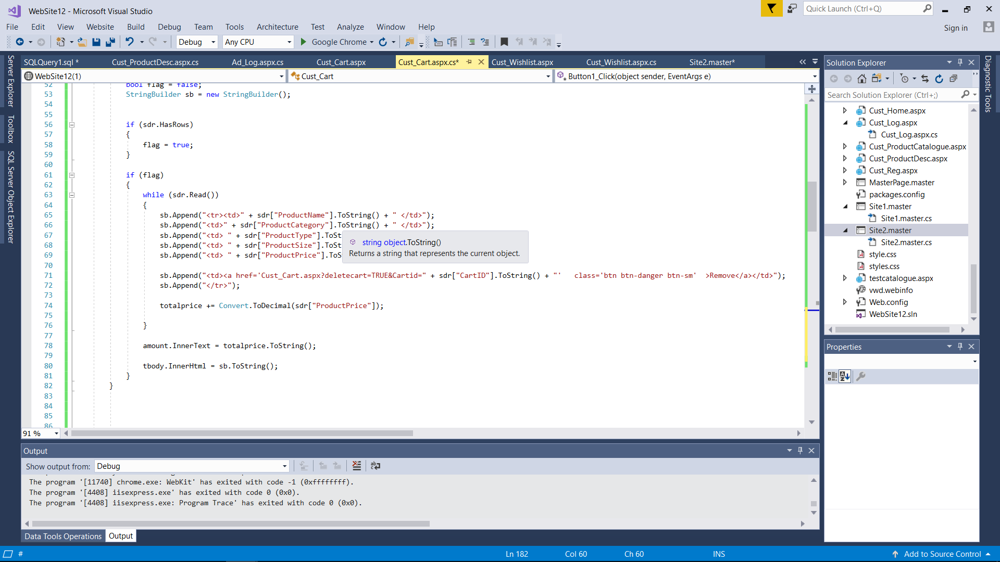 WebSite12 - Microsoft Visual Studio
Quick Launch (Ctrl+Q)
File Edit View Website Build Debug Team Tools Architecture Test Analyze Window Help
Sign in
Debug Any CPU Google Chrome
SQLQuery1.sql * Cust_ProductDesc.aspx.cs Ad_Log.aspx.cs Cust_Cart.aspx Cust_Cart.aspx.cs* Cust_Wishlist.aspx Cust_Wishlist.aspx.cs Site2.master*
WebSite12(1) Cust_Cart Button1_Click(object sender, EventArgs e)
Server Explorer
Toolbox
SQL Server Object Explorer
52 bool flag = false;
53 StringBuilder sb = new StringBuilder();
54
55
56 if (sdr.HasRows)
57 {
58 flag = true;
59 }
60
61 if (flag)
62 {
63 while (sdr.Read())
64 {
65 sb.Append("<tr><td>" + sdr["ProductName"].ToString() + " </td>");
66 sb.Append("<td>" + sdr["ProductCategory"].ToString() + " </td>");
67 sb.Append("<td> " + sdr["ProductType"].ToSt
68 sb.Append("<td> " + sdr["ProductSize"].ToSt
69 sb.Append("<td> " + sdr["ProductPrice"].ToS
string object.ToString()
Returns a string that represents the current object.
70
71 sb.Append("<td><a href='Cust_Cart.aspx?deletecart=TRUE&Cartid=" + sdr["CartID"].ToString() + "'   class='btn btn-danger btn-sm'  >Remove</a></td>");
72 sb.Append("</tr>");
73
74 totalprice += Convert.ToDecimal(sdr["ProductPrice"]);
75
76 }
77
78 amount.InnerText = totalprice.ToString();
79
80 tbody.InnerHtml = sb.ToString();
81 }
82 }
83
84
85
86
91 %
Solution Explorer
Search Solution Explorer (Ctrl+;)
Cust_Home.aspx
Cust_Log.aspx
Cust_Log.aspx.cs
Cust_ProductCatalogue.aspx
Cust_ProductDesc.aspx
Cust_Reg.aspx
MasterPage.master
packages.config
Site1.master
Site1.master.cs
Site2.master
Site2.master.cs
style.css
styles.css
testcatalogue.aspx
vwd.webinfo
Web.config
WebSite12.sln
Properties
Diagnostic Tools
Output
Show output from: Debug
The program '[11740] chrome.exe: WebKit' has exited with code -1 (0xffffffff).
The program '[4408] iisexpress.exe' has exited with code 0 (0x0).
The program '[4408] iisexpress.exe: Program Trace' has exited with code 0 (0x0).
Data Tools Operations Output
# Ln 182 Col 60 Ch 60 INS Add to Source Control